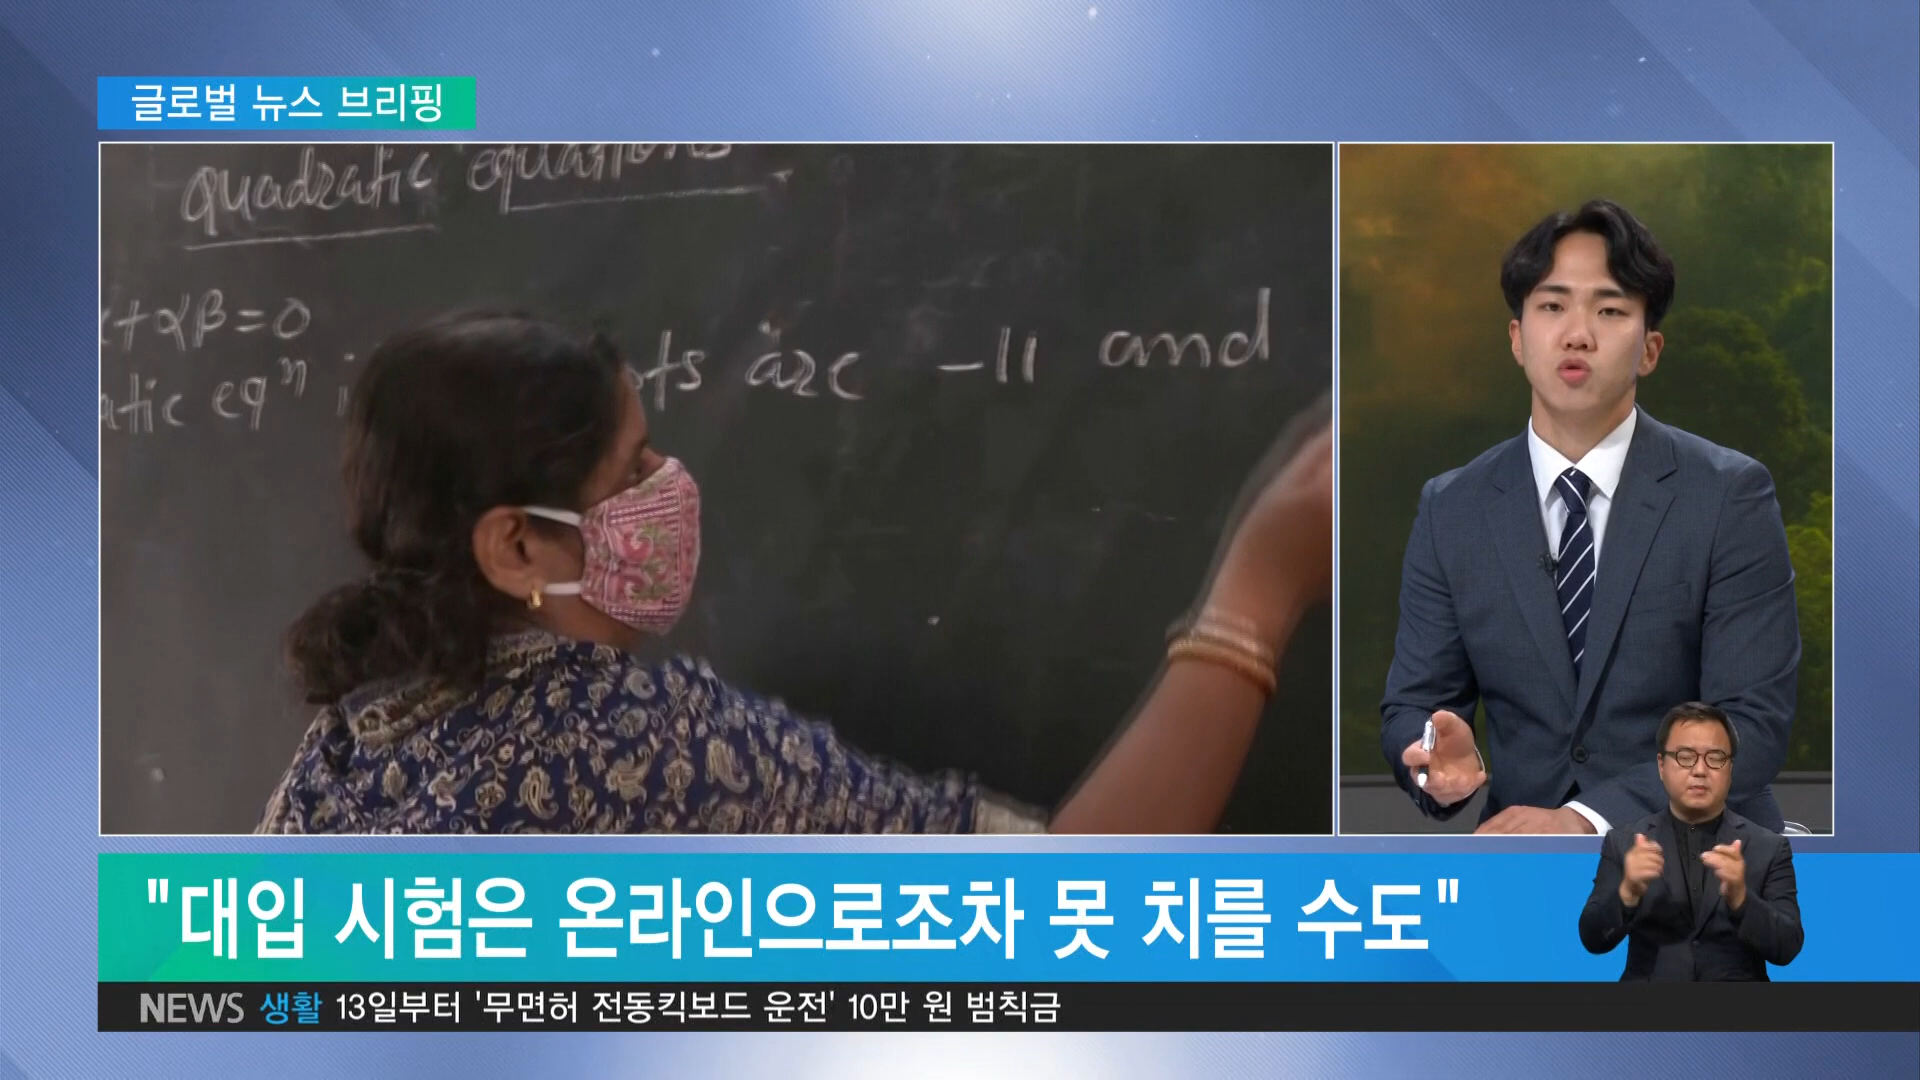 글로벌 뉴스 브리핑
quadratic equations
+αβ=0
eqⁿ
are -11 and
"대입 시험은 온라인으로조차 못 치를 수도"
NEWS 생활 13일부터 '무면허 전동킥보드 운전' 10만 원 범칙금